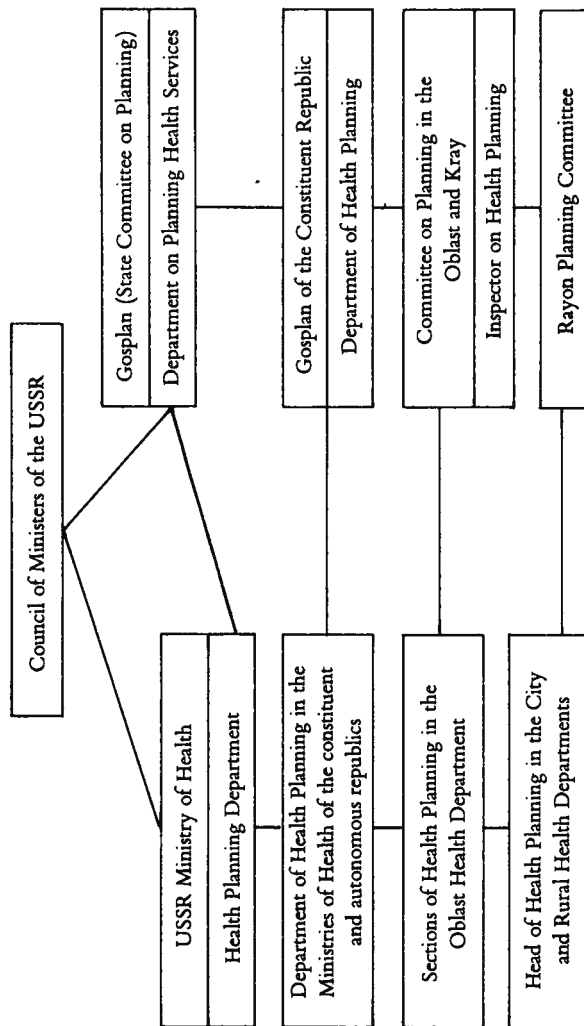 Council of Ministers of the USSR
USSR Ministry of Health
Health Planning Department
Gosplan (State Committee on Planning)
Department on Planning Health Services
Department of Health Planning in the
Ministries of Health of the constituent
and autonomous republics
Gosplan of the Constituent Republic
Department of Health Planning
Sections of Health Planning in the
Oblast Health Department
Committee on Planning in the
Oblast and Kray
Inspector on Health Planning
Head of Health Planning in the City
and Rural Health Departments
Rayon Planning Committee